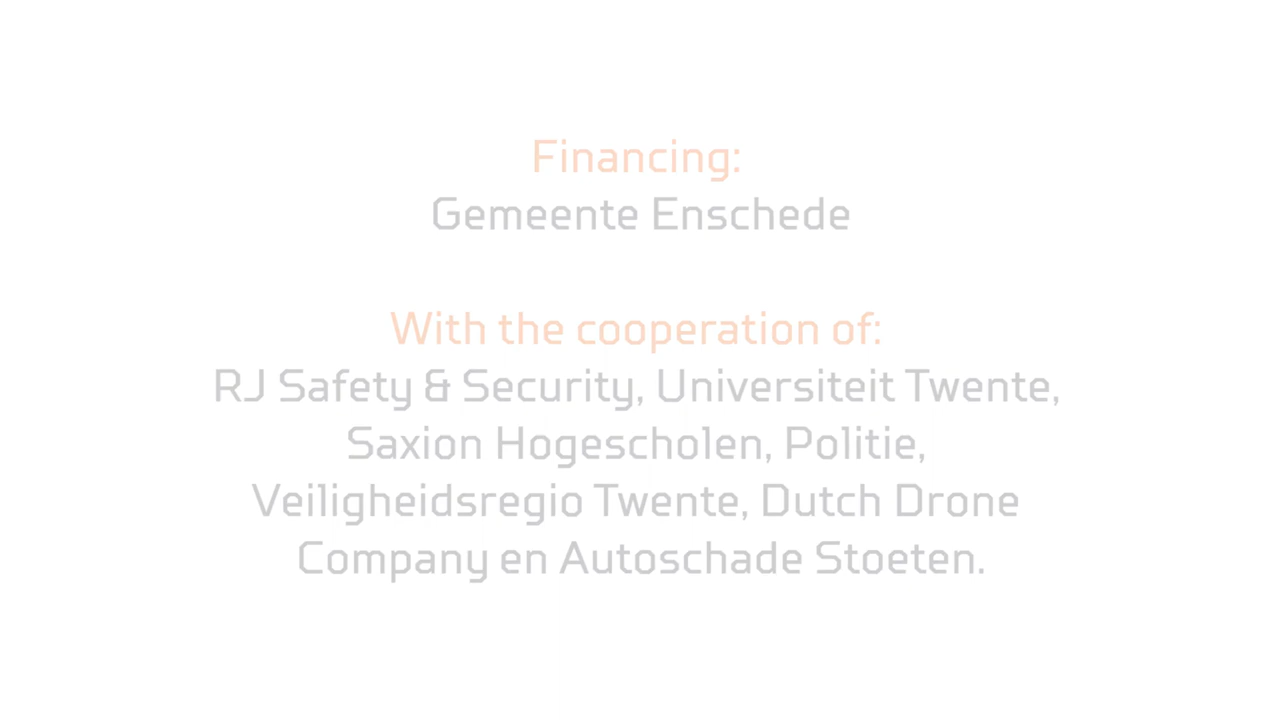 Financing:
Gemeente Enschede
With the cooperation of:
RJ Safety & Security, Universiteit Twente,
Saxion Hogescholen, Politie,
Veiligheidsregio Twente, Dutch Drone
Company en Autoschade Stoeten.